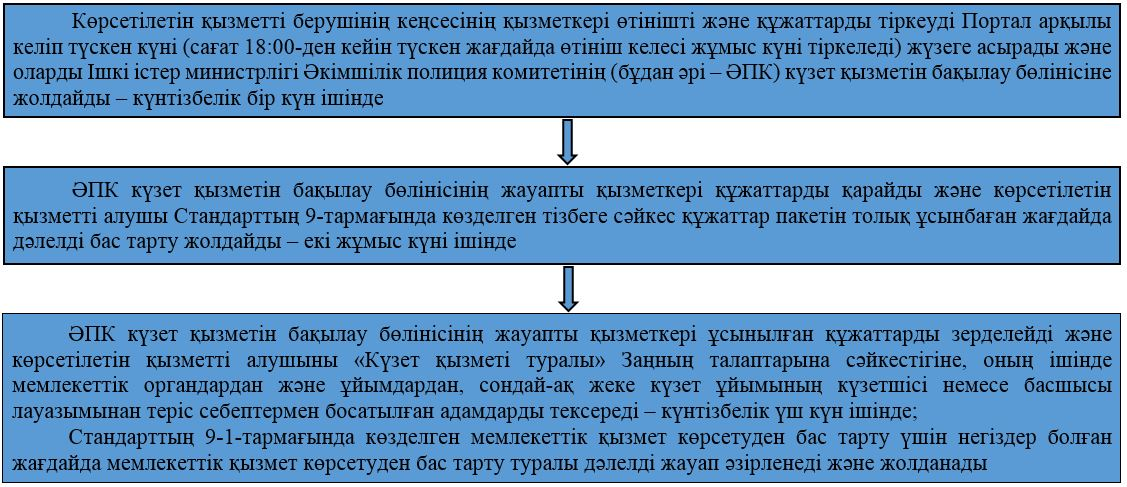 Көрсетілетін қызметті берушінің кеңсесінің қызметкері өтінішті және құжаттарды тіркеуді Портал арқылы
келіп түскен күні (сағат 18:00-ден кейін түскен жағдайда өтініш келесі жұмыс күні тіркеледі) жүзеге асырады және
оларды Ішкі істер министрлігі Әкімшілік полиция комитетінің (бұдан әрі – ӘПК) күзет қызметін бақылау бөлінісіне
жолдайды – күнтізбелік бір күн ішінде
ӘПК күзет қызметін бақылау бөлінісінің жауапты қызметкері құжаттарды қарайды және көрсетілетін
қызметті алушы Стандарттың 9-тармағында көзделген тізбеге сәйкес құжаттар пакетін толық ұсынбаған жағдайда
дәлелді бас тарту жолдайды – екі жұмыс күні ішінде
ӘПК күзет қызметін бақылау бөлінісінің жауапты қызметкері ұсынылған құжаттарды зерделейді және
көрсетілетін қызметті алушыны «Күзет қызметі туралы» Заңның талаптарына сәйкестігіне, оның ішінде
мемлекеттік органдардан және ұйымдардан, сондай-ақ жеке күзет ұйымының күзетшісі немесе басшысы
лауазымынан теріс себептермен босатылған адамдарды тексереді – күнтізбелік үш күн ішінде;
Стандарттың 9-1-тармағында көзделген мемлекеттік қызмет көрсетуден бас тарту үшін негіздер болған
жағдайда мемлекеттік қызмет көрсетуден бас тарту туралы дәлелді жауап әзірленеді және жолданады